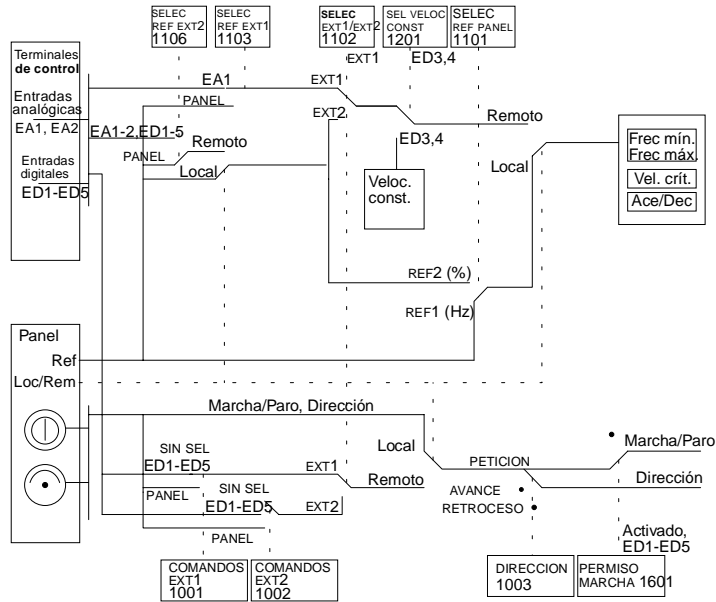 SELEC
REF EXT2
1106
SELEC
REF EXT1
1103
SELEC
EXT1/EXT2
1102
SEL VELOC
CONST
1201
SELEC
REF PANEL
1101
EXT1
ED3,4
Terminales
de control
Entradas
analógicas
EA1, EA2
Entradas
digitales
ED1-ED5
EA1
PANEL
EXT1
EXT2
EA1-2,ED1-5
Remoto
PANEL
Local
ED3,4
Remoto
Veloc.
const.
Local
Frec mín.
Frec máx.
Vel. crít.
Ace/Dec
REF2 (%)
REF1 (Hz)
Panel
Ref
Loc/Rem
Marcha/Paro, Dirección
Local
SIN SEL
ED1-ED5
EXT1
Remoto
PANEL
SIN SEL
ED1-ED5
EXT2
PANEL
PETICION
Marcha/Paro
Dirección
AVANCE
RETROCESO
Activado,
ED1-ED5
COMANDOS
EXT1
1001
COMANDOS
EXT2
1002
DIRECCION
1003
PERMISO
MARCHA 1601